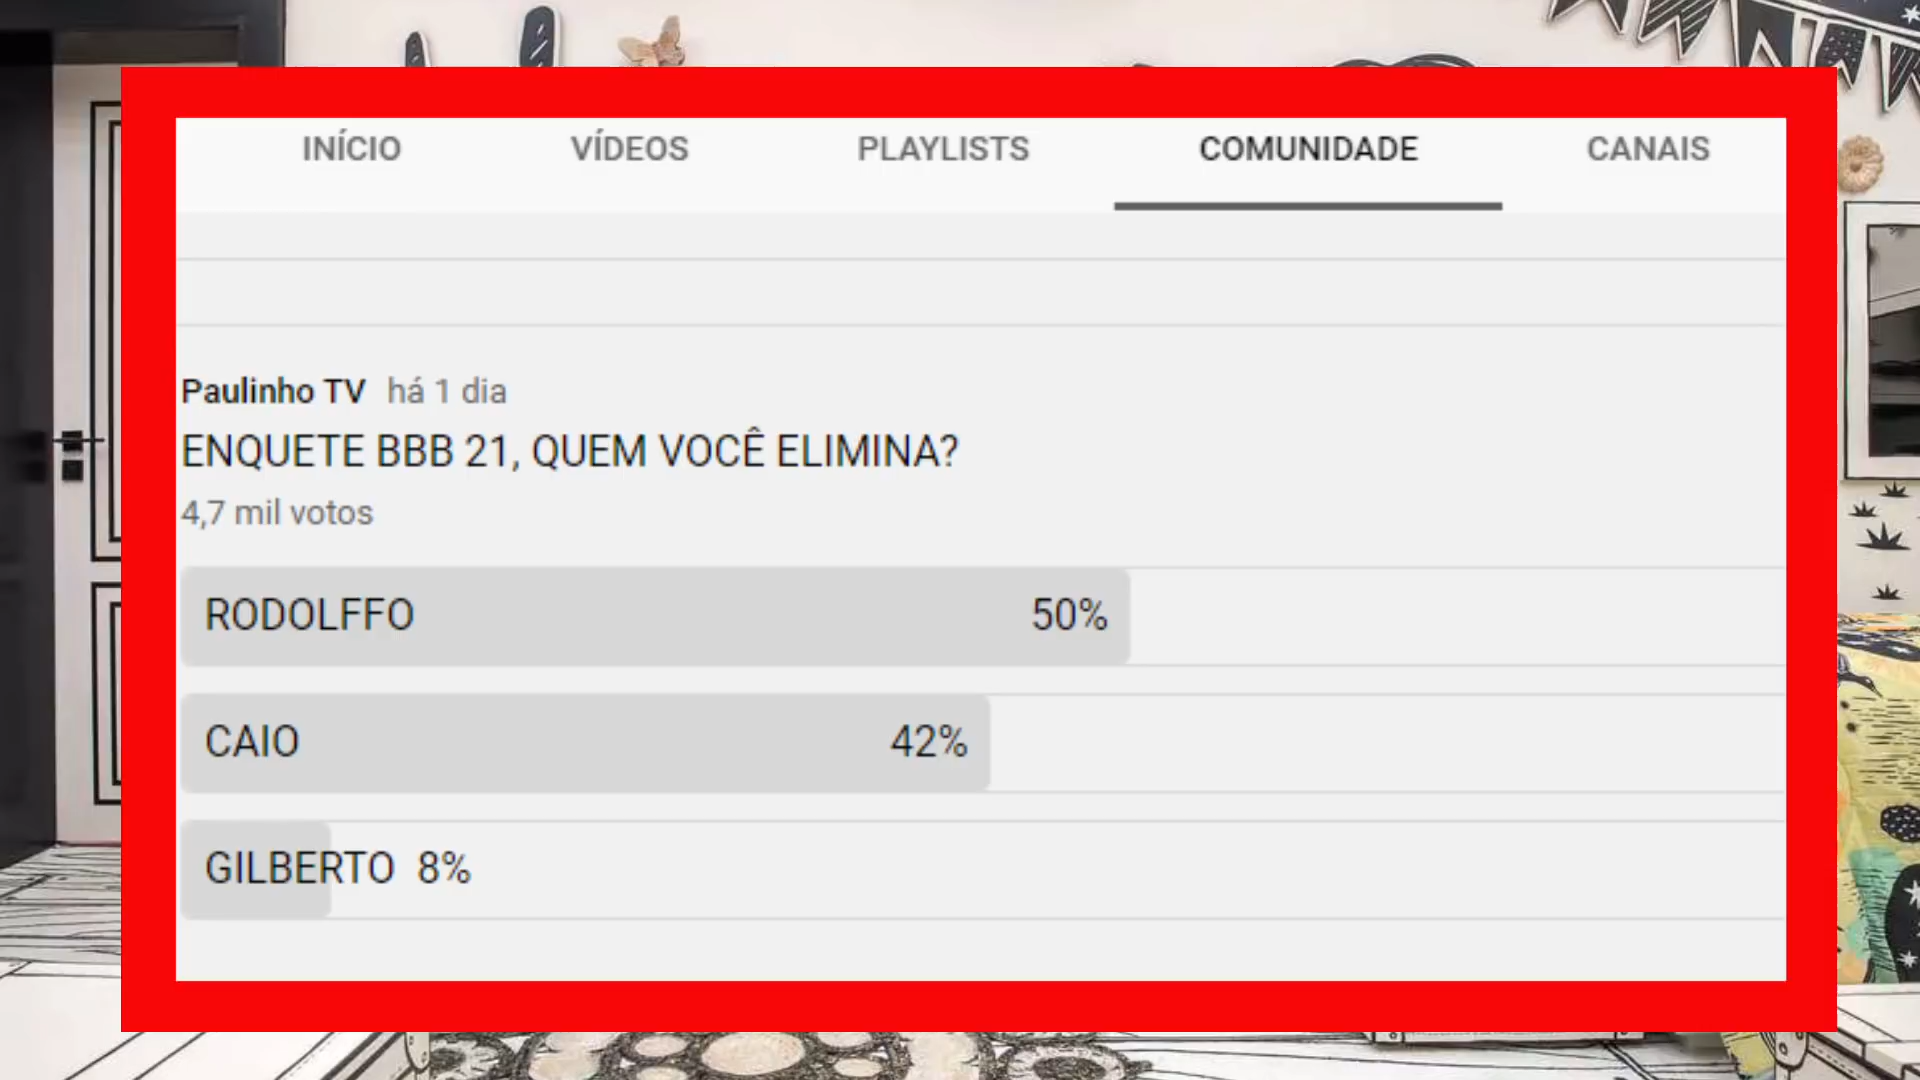 INÍCIO VÍDEOS PLAYLISTS COMUNIDADE CANAIS
Paulinho TV há 1 dia
ENQUETE BBB 21, QUEM VOCÊ ELIMINA?
4,7 mil votos
RODOLFFO 50%
CAIO 42%
GILBERTO 8%